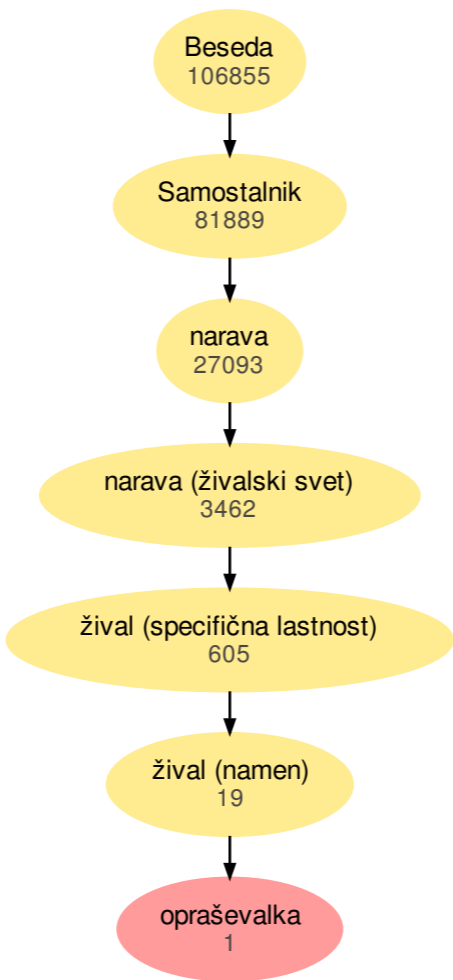 Beseda
106855
Samostalnik
81889
narava
27093
narava (živalski svet)
3462
žival (specifična lastnost)
605
žival (namen)
19
opraševalka
1